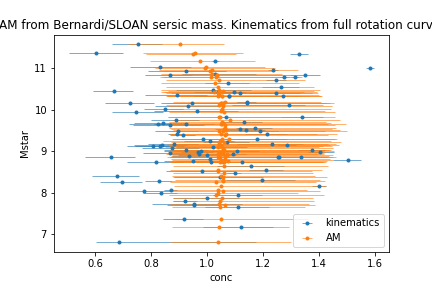 AM from Bernardi/SLOAN sersic mass. Kinematics from full rotation curv
Mstar
11
10
9
8
7
kinematics
AM
0.6 0.8 1.0 1.2 1.4 1.6
conc